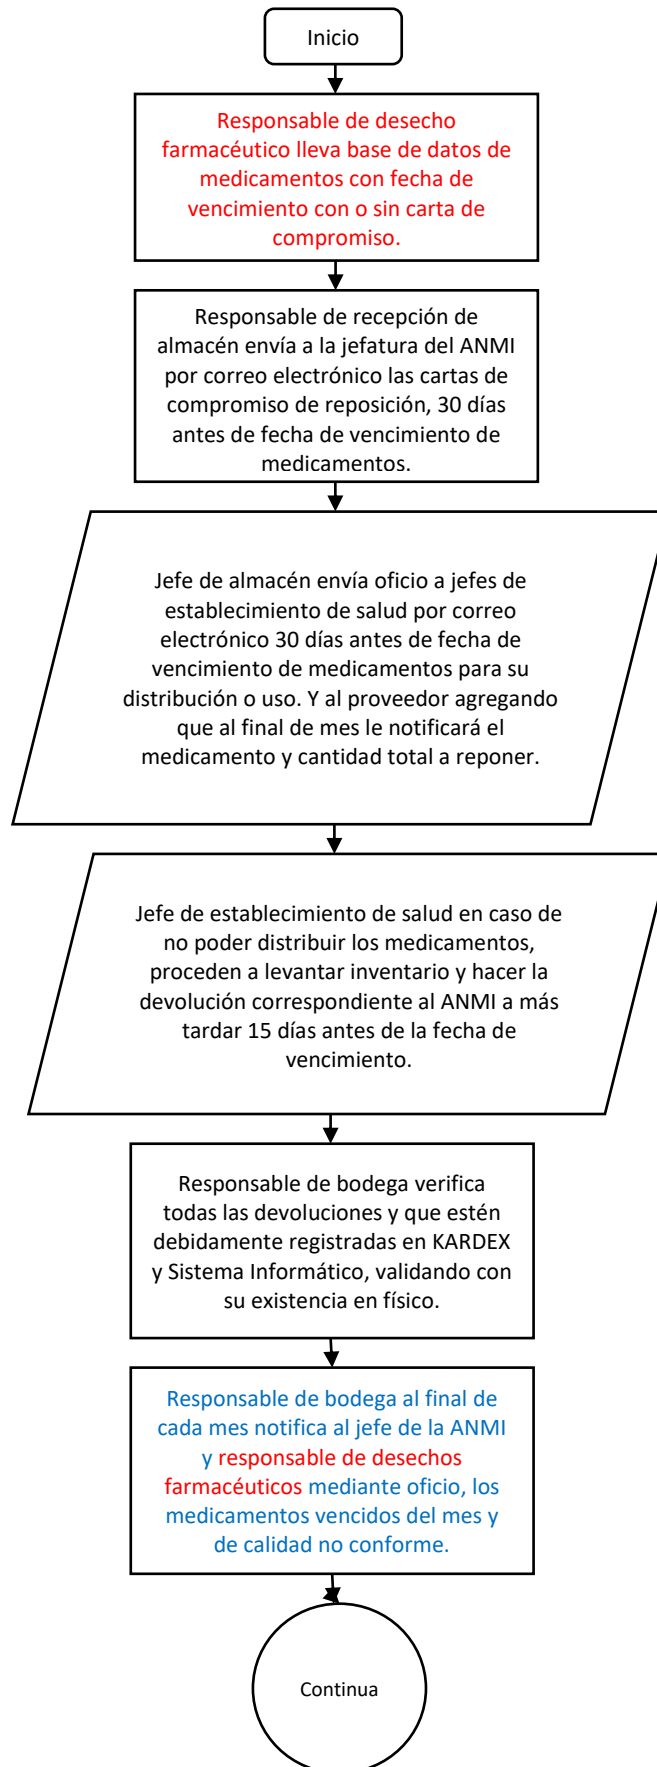 Inicio
Responsable de desecho
farmacéutico lleva base de datos de
medicamentos con fecha de
vencimiento con o sin carta de
compromiso.
Responsable de recepción de
almacén envía a la jefatura del ANMI
por correo electrónico las cartas de
compromiso de reposición, 30 días
antes de fecha de vencimiento de
medicamentos.
Jefe de almacén envía oficio a jefes de
establecimiento de salud por correo
electrónico 30 días antes de fecha de
vencimiento de medicamentos para su
distribución o uso. Y al proveedor agregando
que al final de mes le notificará el
medicamento y cantidad total a reponer.
Jefe de establecimiento de salud en caso de
no poder distribuir los medicamentos,
proceden a levantar inventario y hacer la
devolución correspondiente al ANMI a más
tardar 15 días antes de la fecha de
vencimiento.
Responsable de bodega verifica
todas las devoluciones y que estén
debidamente registradas en KARDEX
y Sistema Informático, validando con
su existencia en físico.
Responsable de bodega al final de
cada mes notifica al jefe de la ANMI
y responsable de desechos
farmacéuticos mediante oficio, los
medicamentos vencidos del mes y
de calidad no conforme.
Continua